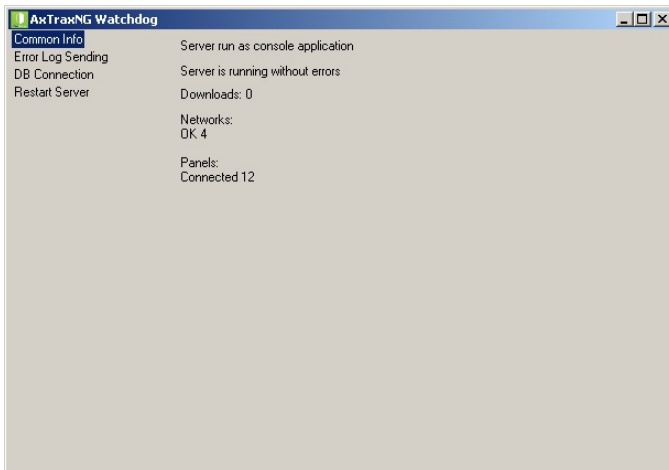 AxTraxNG Watchdog
Common Info
Error Log Sending
DB Connection
Restart Server
Server run as console application
Server is running without errors
Downloads: 0
Networks:
OK 4
Panels:
Connected 12